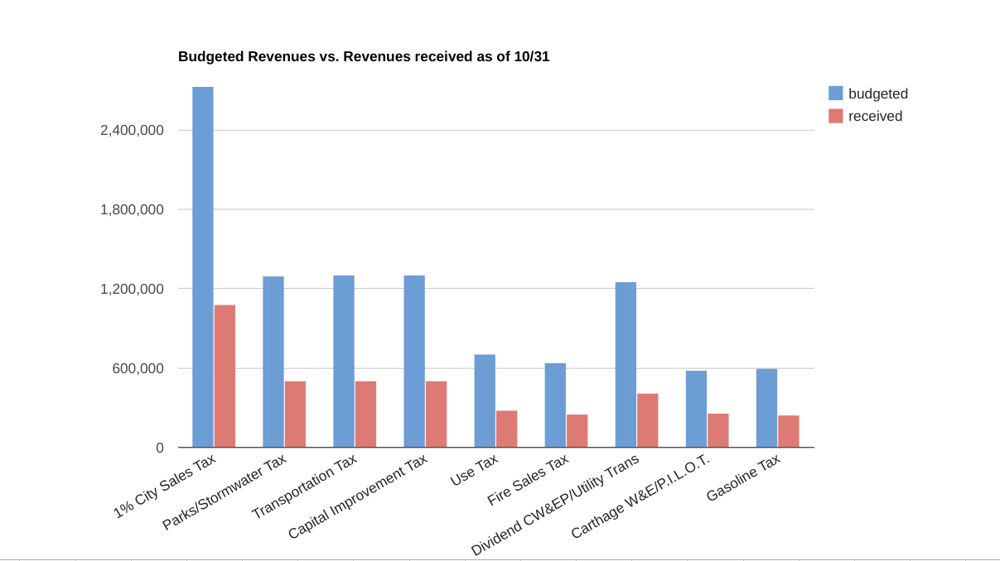 Budgeted Revenues vs. Revenues received as of 10/31
budgeted
received
2,400,000
1,800,000
1,200,000
600,000
0
1% City Sales Tax
Parks/Stormwater Tax
Transportation Tax
Capital Improvement Tax
Use Tax
Fire Sales Tax
Dividend CW&EP/Utility Trans
Carthage W&E/P.I.L.O.T.
Gasoline Tax